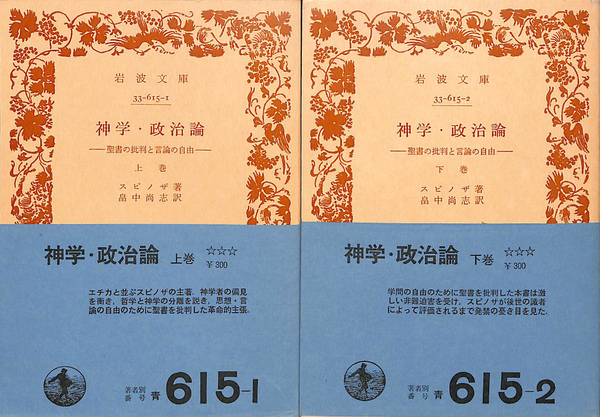 岩波文庫
33-615-1
神学・政治論
―聖書の批判と言論の自由―
上巻
スピノザ著
畠中尚志訳
神学・政治論 上巻 ☆☆☆
¥300
エチカと並ぶスピノザの主著。神学者の偏見
を衝き，哲学と神学の分離を説き，思想・言
論の自由のために聖書を批判した革命的主張。
著者別
番号 青 615-1
岩波文庫
33-615-2
神学・政治論
―聖書の批判と言論の自由―
下巻
スピノザ著
畠中尚志訳
神学・政治論 下巻 ☆☆☆
¥300
学問の自由のために聖書を批判した本書は激
しい非難迫害を受け，スピノザが後世の識者
によって評価されるまで発禁の憂き目を見た。
著者別
番号 青 615-2